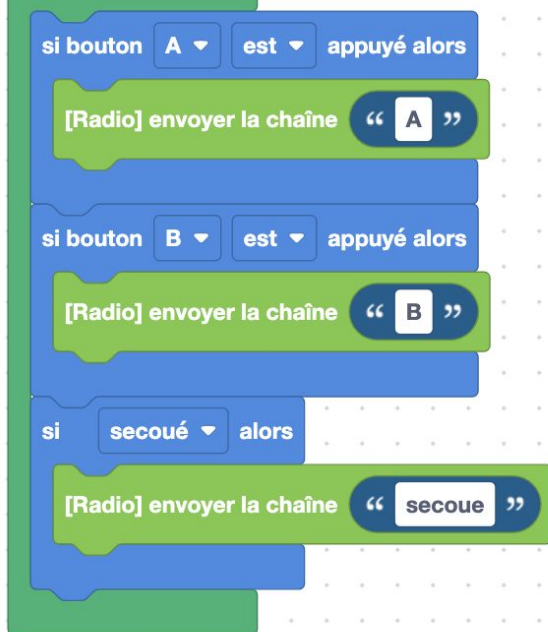 si bouton A est appuyé alors
[Radio] envoyer la chaîne “ A ”
si bouton B est appuyé alors
[Radio] envoyer la chaîne “ B ”
si secoué alors
[Radio] envoyer la chaîne “ secoue ”